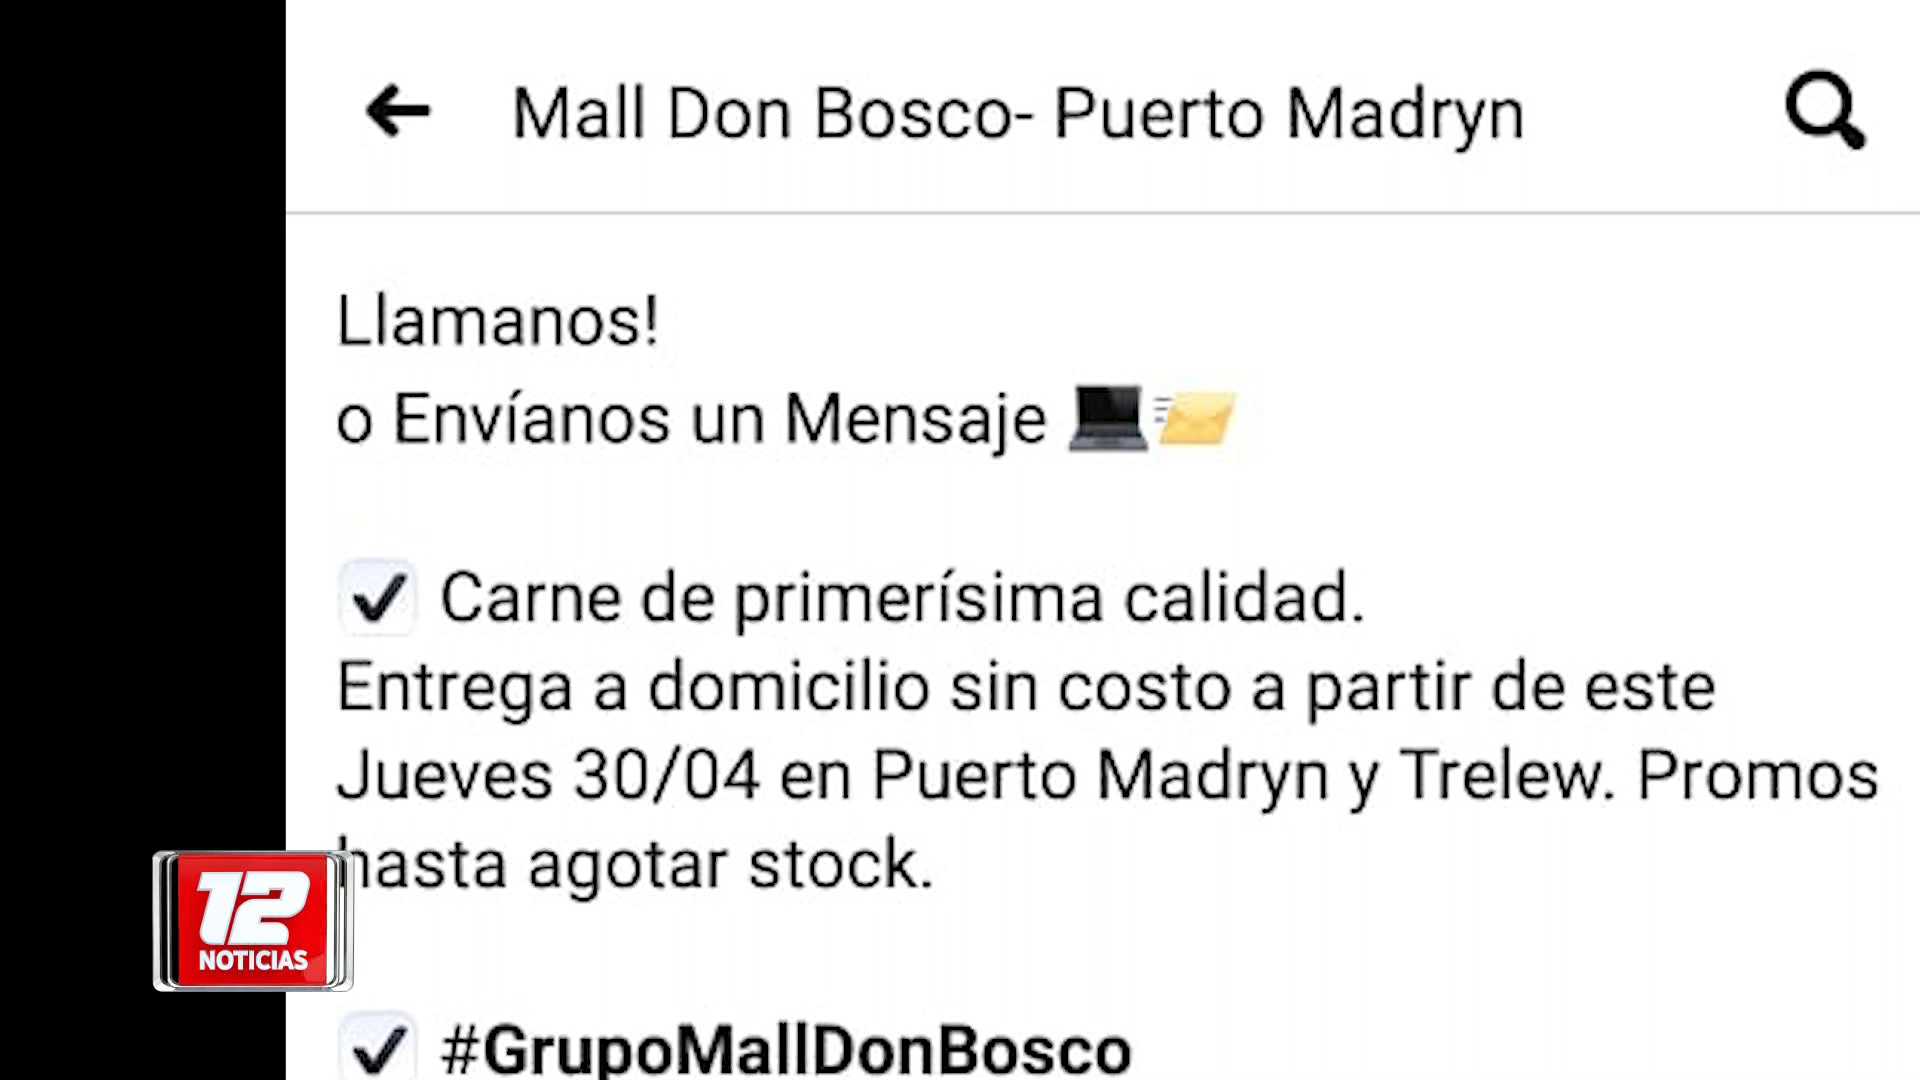 Mall Don Bosco- Puerto Madryn
Llamanos!
o Envíanos un Mensaje 💻📨
✔ Carne de primerísima calidad.
Entrega a domicilio sin costo a partir de este
Jueves 30/04 en Puerto Madryn y Trelew. Promos
hasta agotar stock.
12
NOTICIAS
✔ #GrupoMallDonBosco